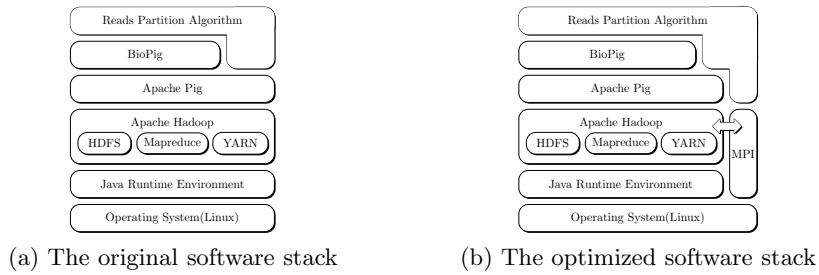 Reads Partition Algorithm
BioPig
Apache Pig
Apache Hadoop
HDFS Mapreduce YARN
Java Runtime Environment
Operating System(Linux)
(a) The original software stack
Reads Partition Algorithm
BioPig
Apache Pig
Apache Hadoop
HDFS Mapreduce YARN
MPI
Java Runtime Environment
Operating System(Linux)
(b) The optimized software stack